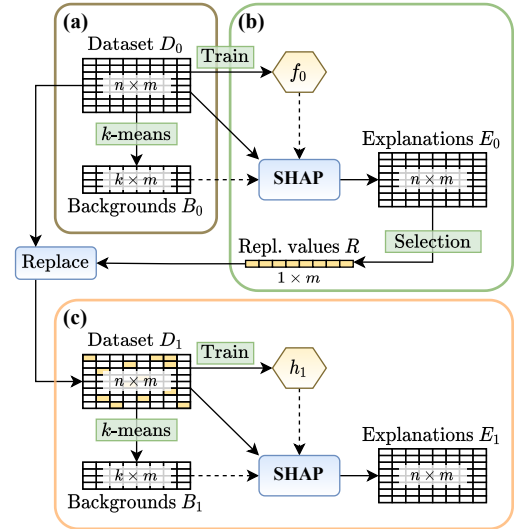 (a)
Dataset D₀
n × m
k-means
k × m
Backgrounds B₀
(b)
Train
f₀
SHAP
Explanations E₀
n × m
Selection
Repl. values R
1 × m
Replace
(c)
Dataset D₁
n × m
k-means
k × m
Backgrounds B₁
Train
h₁
SHAP
Explanations E₁
n × m